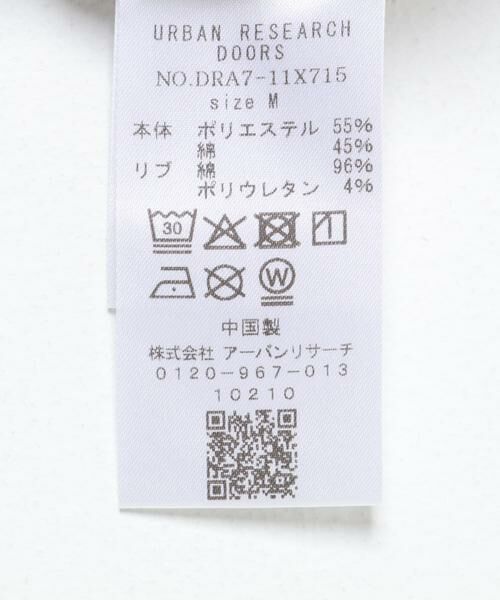 URBAN RESEARCH
DOORS
NO.DRA7-11X715
size M
本体 ポリエステル 55%
綿 45%
リブ 綿 96%
ポリウレタン 4%
30
W
中国製
株式会社 アーバンリサーチ
0120-967-013
10210